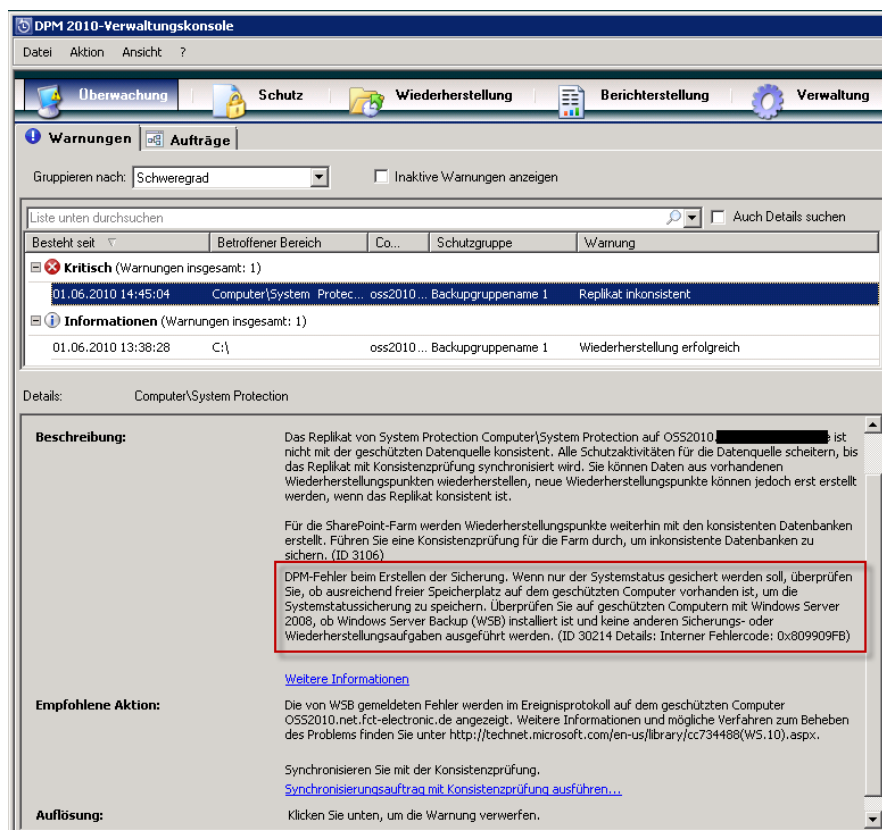 DPM 2010-Verwaltungskonsole
Datei Aktion Ansicht ?
Überwachung Schutz Wiederherstellung Berichterstellung Verwaltung
Warnungen Aufträge
Gruppieren nach: Schweregrad Inaktive Warnungen anzeigen
Liste unten durchsuchen Auch Details suchen
Besteht seit Betroffener Bereich Co... Schutzgruppe Warnung
Kritisch (Warnungen insgesamt: 1)
01.06.2010 14:45:04 Computer\System Protec... oss2010... Backupgruppename 1 Replikat inkonsistent
Informationen (Warnungen insgesamt: 1)
01.06.2010 13:38:28 C:\ oss2010... Backupgruppename 1 Wiederherstellung erfolgreich
Details: Computer\System Protection
Beschreibung: Das Replikat von System Protection Computer\System Protection auf OSS2010. ist
nicht mit der geschützten Datenquelle konsistent. Alle Schutzaktivitäten für die Datenquelle scheitern, bis
das Replikat mit Konsistenzprüfung synchronisiert wird. Sie können Daten aus vorhandenen
Wiederherstellungspunkten wiederherstellen, neue Wiederherstellungspunkte können jedoch erst erstellt
werden, wenn das Replikat konsistent ist.
Für die SharePoint-Farm werden Wiederherstellungspunkte weiterhin mit den konsistenten Datenbanken
erstellt. Führen Sie eine Konsistenzprüfung für die Farm durch, um inkonsistente Datenbanken zu
sichern. (ID 3106)
DPM-Fehler beim Erstellen der Sicherung. Wenn nur der Systemstatus gesichert werden soll, überprüfen
Sie, ob ausreichend freier Speicherplatz auf dem geschützten Computer vorhanden ist, um die
Systemstatussicherung zu speichern. Überprüfen Sie auf geschützten Computern mit Windows Server
2008, ob Windows Server Backup (WSB) installiert ist und keine anderen Sicherungs- oder
Wiederherstellungsaufgaben ausgeführt werden. (ID 30214 Details: Interner Fehlercode: 0x809909FB)
Weitere Informationen
Empfohlene Aktion: Die von WSB gemeldeten Fehler werden im Ereignisprotokoll auf dem geschützten Computer
OSS2010.net.fct-electronic.de angezeigt. Weitere Informationen und mögliche Verfahren zum Beheben
des Problems finden Sie unter http://technet.microsoft.com/en-us/library/cc734488(WS.10).aspx.
Synchronisieren Sie mit der Konsistenzprüfung.
Synchronisierungsauftrag mit Konsistenzprüfung ausführen...
Auflösung: Klicken Sie unten, um die Warnung verwerfen.